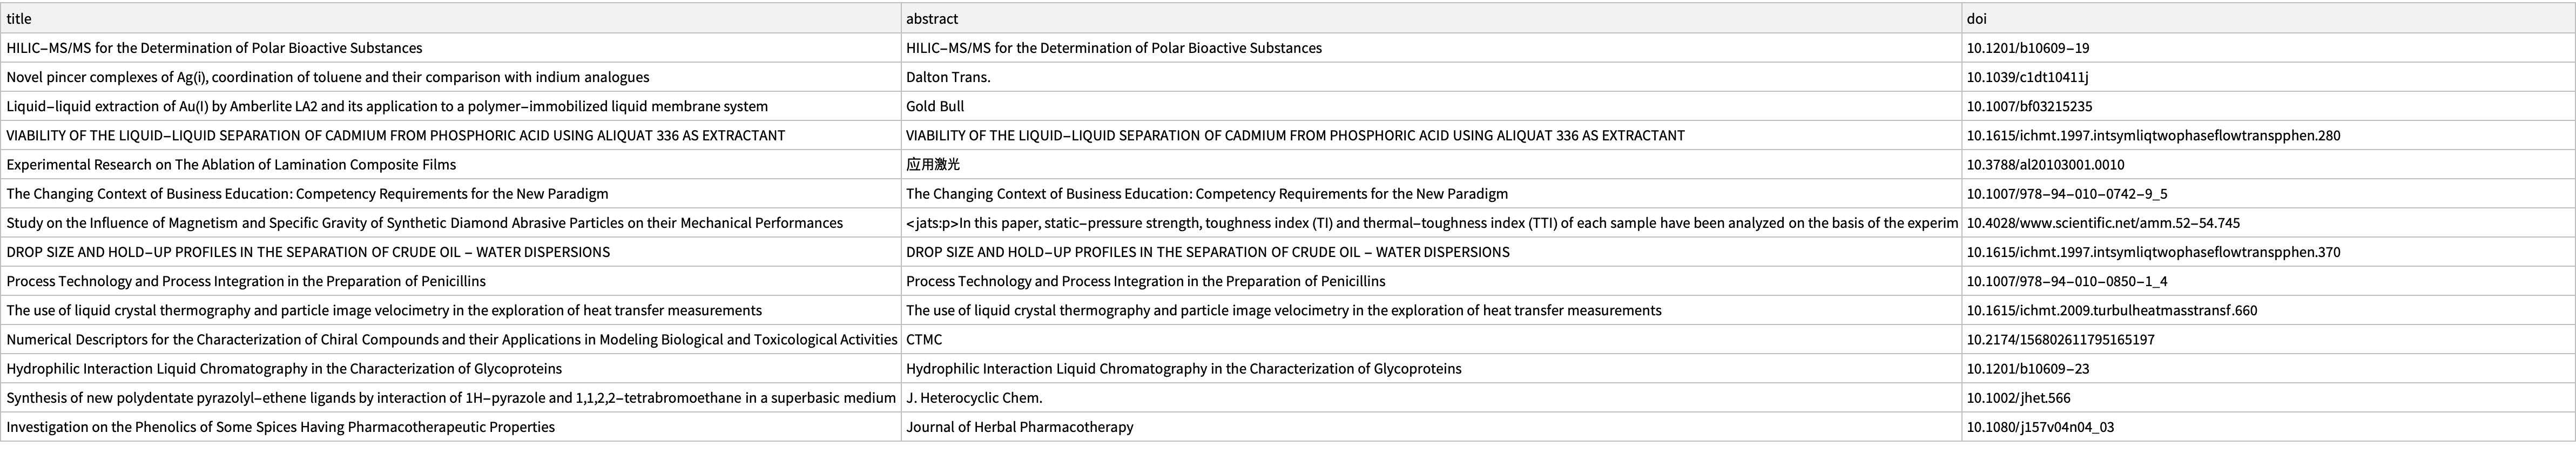 title abstract doi
HILIC–MS/MS for the Determination of Polar Bioactive Substances HILIC–MS/MS for the Determination of Polar Bioactive Substances 10.1201/b10609–19
Novel pincer complexes of Ag(i), coordination of toluene and their comparison with indium analogues Dalton Trans. 10.1039/c1dt10411j
Liquid–liquid extraction of Au(I) by Amberlite LA2 and its application to a polymer–immobilized liquid membrane system Gold Bull 10.1007/bf03215235
VIABILITY OF THE LIQUID–LIQUID SEPARATION OF CADMIUM FROM PHOSPHORIC ACID USING ALIQUAT 336 AS EXTRACTANT VIABILITY OF THE LIQUID–LIQUID SEPARATION OF CADMIUM FROM PHOSPHORIC ACID USING ALIQUAT 336 AS EXTRACTANT 10.1615/ichmt.1997.intsymliqtwophaseflowtranspphen.280
Experimental Research on The Ablation of Lamination Composite Films 应用激光 10.3788/al20103001.0010
The Changing Context of Business Education: Competency Requirements for the New Paradigm The Changing Context of Business Education: Competency Requirements for the New Paradigm 10.1007/978–94–010–0742–9_5
Study on the Influence of Magnetism and Specific Gravity of Synthetic Diamond Abrasive Particles on their Mechanical Performances <jats:p>In this paper, static–pressure strength, toughness index (TI) and thermal–toughness index (TTI) of each sample have been analyzed on the basis of the experim 10.4028/www.scientific.net/amm.52–54.745
DROP SIZE AND HOLD–UP PROFILES IN THE SEPARATION OF CRUDE OIL – WATER DISPERSIONS DROP SIZE AND HOLD–UP PROFILES IN THE SEPARATION OF CRUDE OIL – WATER DISPERSIONS 10.1615/ichmt.1997.intsymliqtwophaseflowtranspphen.370
Process Technology and Process Integration in the Preparation of Penicillins Process Technology and Process Integration in the Preparation of Penicillins 10.1007/978–94–010–0850–1_4
The use of liquid crystal thermography and particle image velocimetry in the exploration of heat transfer measurements The use of liquid crystal thermography and particle image velocimetry in the exploration of heat transfer measurements 10.1615/ichmt.2009.turbulheatmasstransf.660
Numerical Descriptors for the Characterization of Chiral Compounds and their Applications in Modeling Biological and Toxicological Activities CTMC 10.2174/156802611795165197
Hydrophilic Interaction Liquid Chromatography in the Characterization of Glycoproteins Hydrophilic Interaction Liquid Chromatography in the Characterization of Glycoproteins 10.1201/b10609–23
Synthesis of new polydentate pyrazolyl–ethene ligands by interaction of 1H–pyrazole and 1,1,2,2–tetrabromoethane in a superbasic medium J. Heterocyclic Chem. 10.1002/jhet.566
Investigation on the Phenolics of Some Spices Having Pharmacotherapeutic Properties Journal of Herbal Pharmacotherapy 10.1080/j157v04n04_03